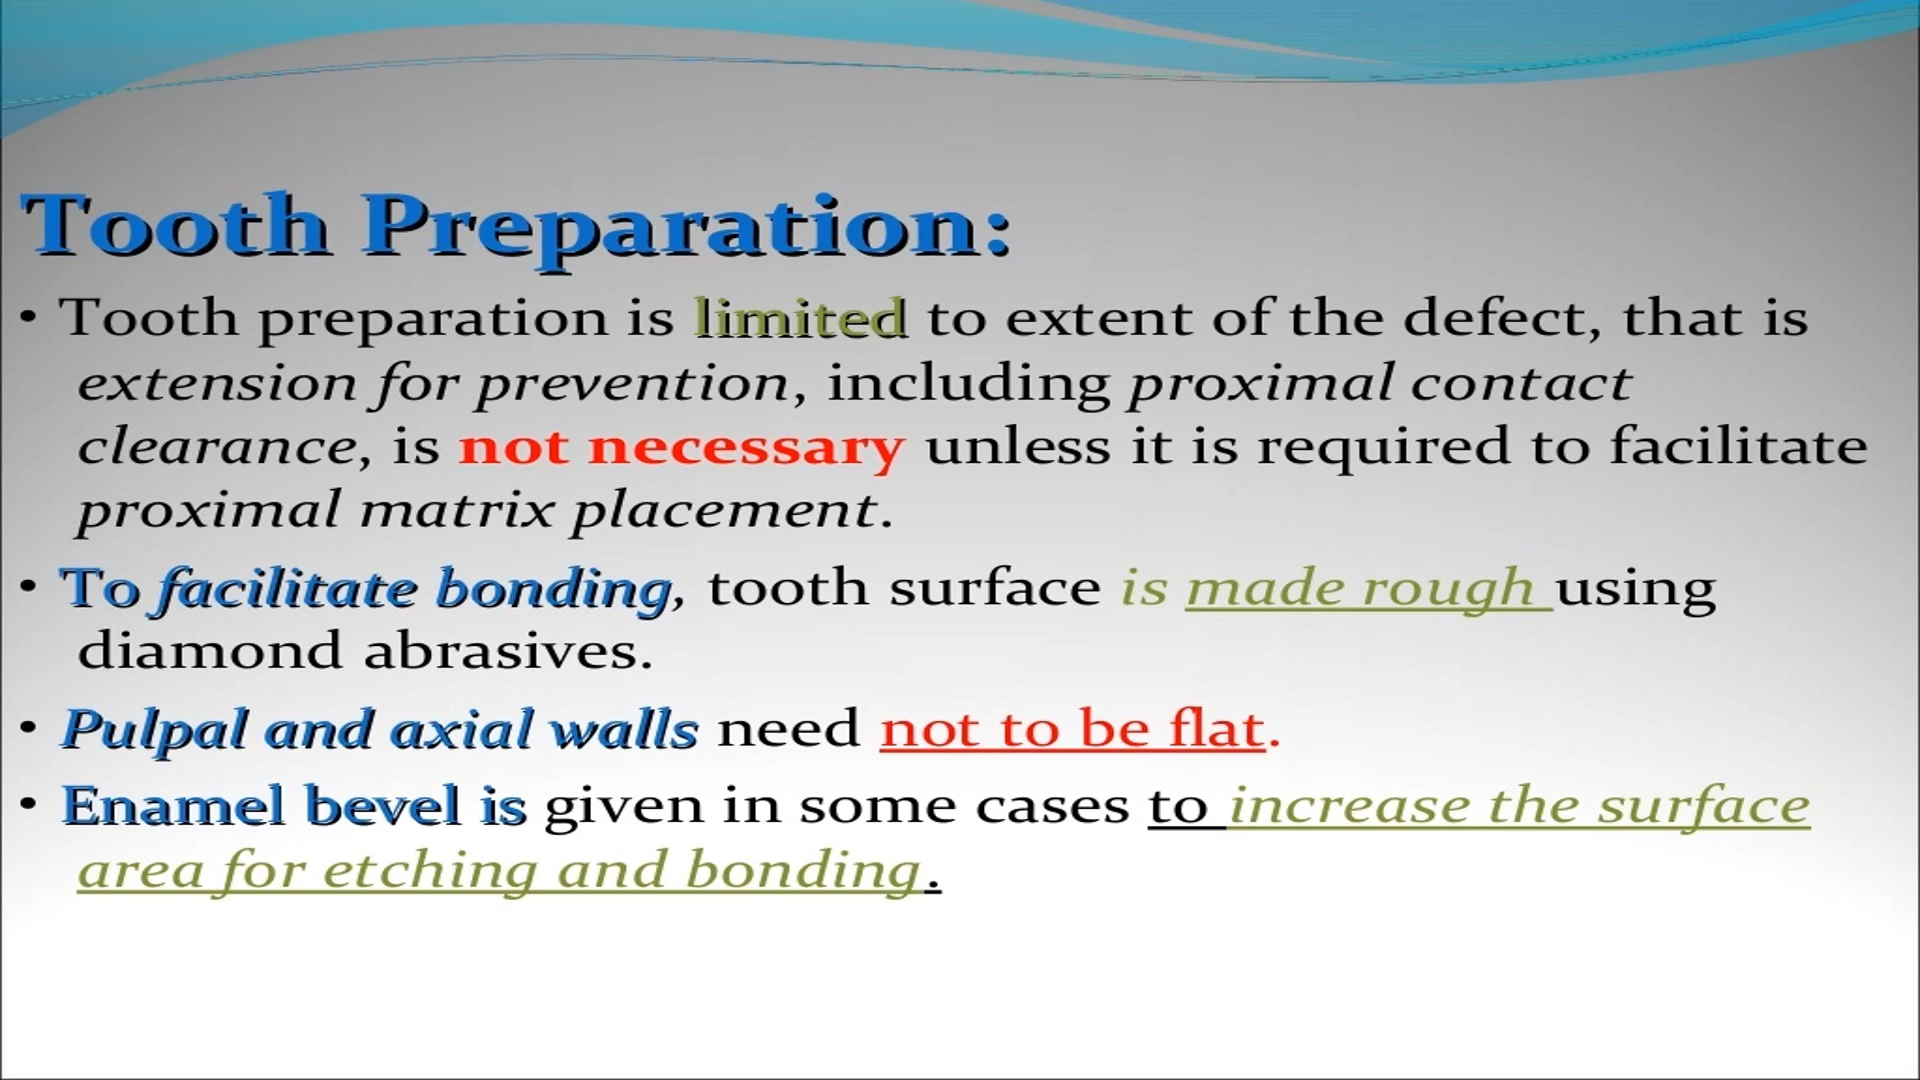 Tooth Preparation:
• Tooth preparation is limited to extent of the defect, that is
extension for prevention, including proximal contact
clearance, is not necessary unless it is required to facilitate
proximal matrix placement.
• To facilitate bonding, tooth surface is made rough using
diamond abrasives.
• Pulpal and axial walls need not to be flat.
• Enamel bevel is given in some cases to increase the surface
area for etching and bonding.